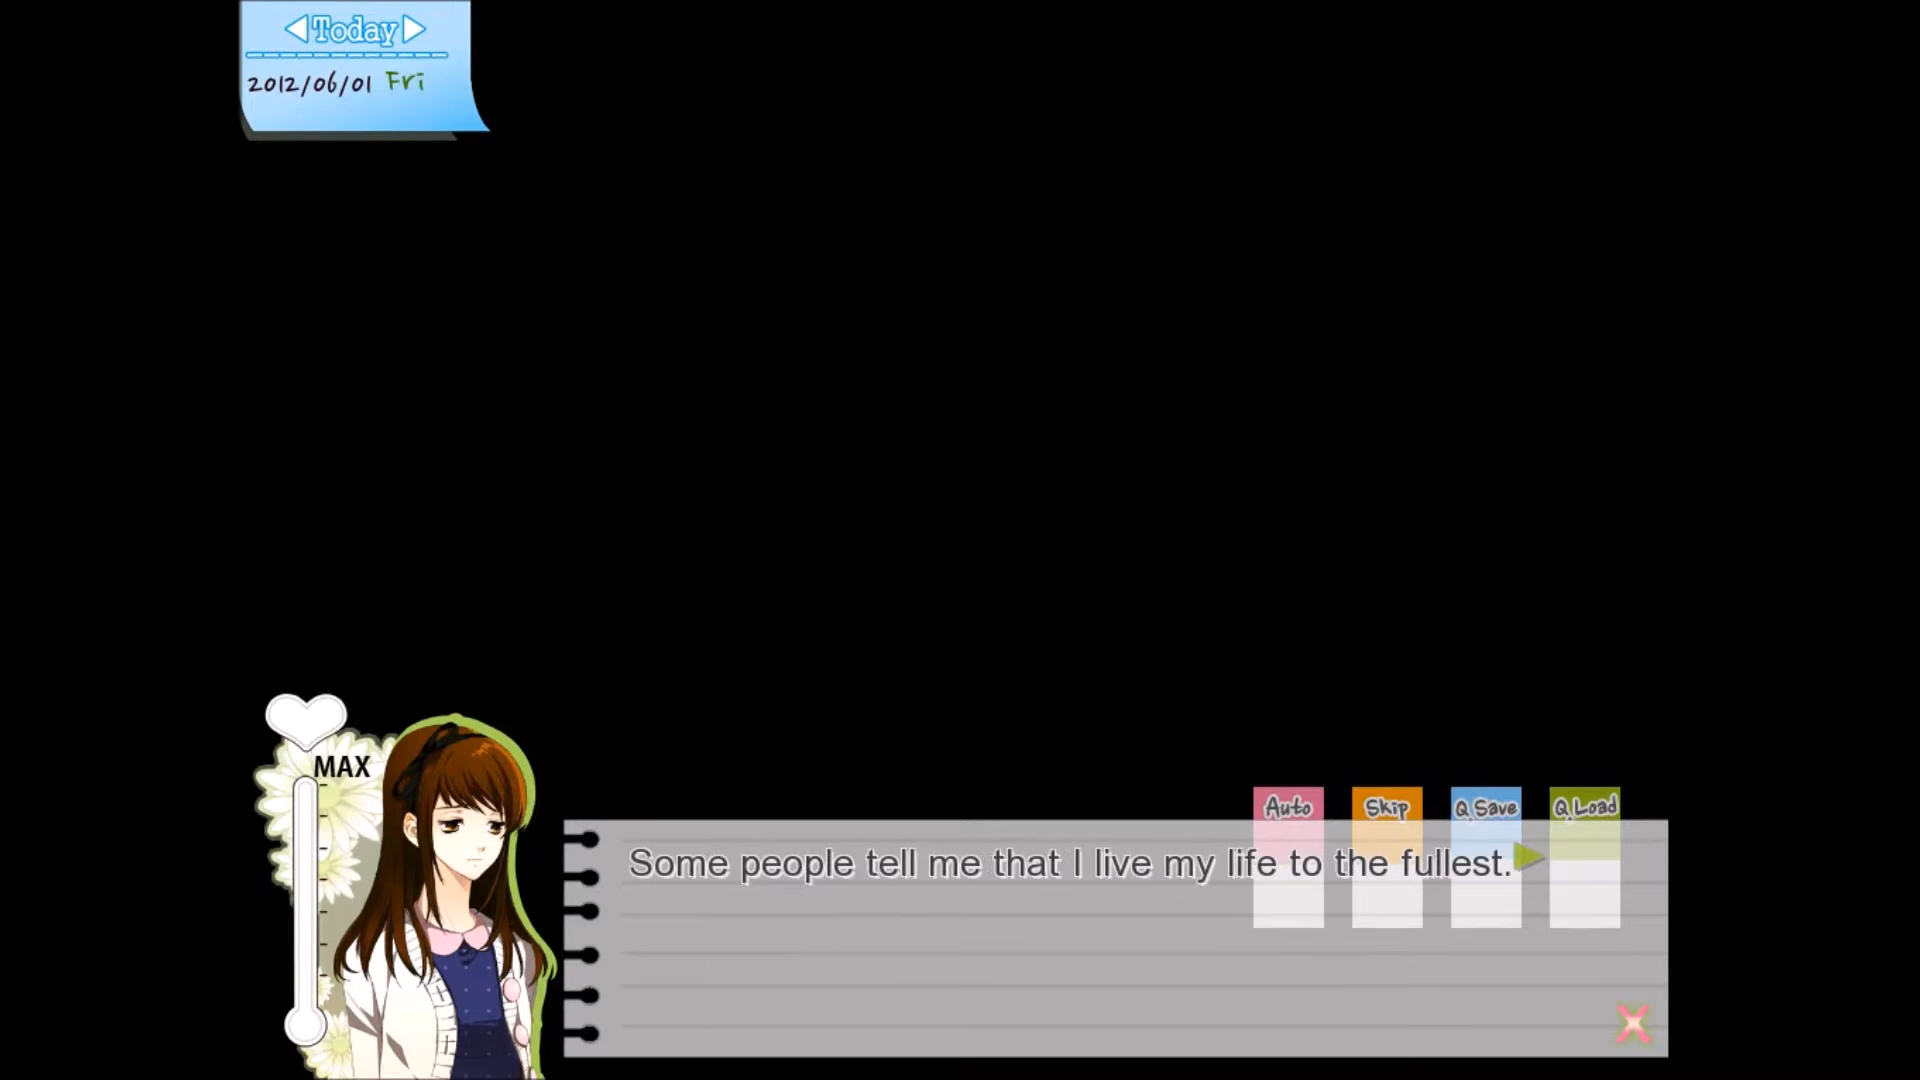 Today
2012/06/01 Fri
MAX
Auto Skip Q.Save Q.Load
Some people tell me that I live my life to the fullest.